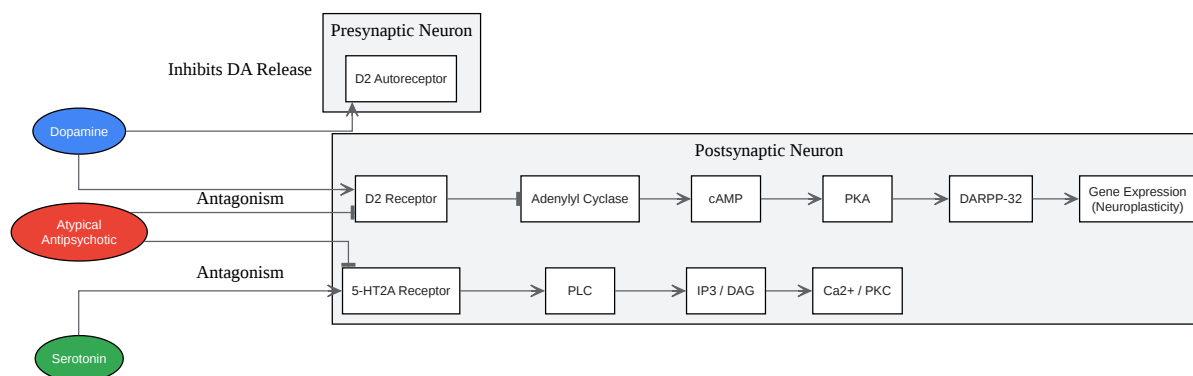 Presynaptic Neuron
Inhibits DA Release
D2 Autoreceptor
Dopamine
Postsynaptic Neuron
Antagonism
D2 Receptor
Adenylyl Cyclase
cAMP
PKA
DARPP-32
Gene Expression
(Neuroplasticity)
Atypical
Antipsychotic
Antagonism
5-HT2A Receptor
PLC
IP3 / DAG
Ca2+ / PKC
Serotonin